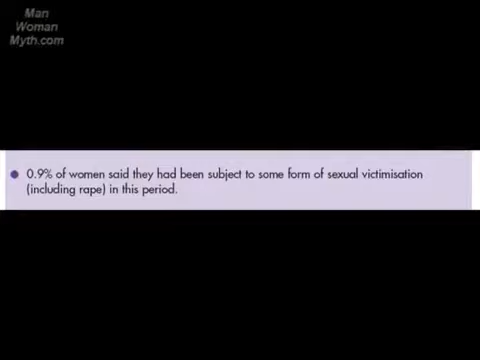 Man
Woman
Myth.com
0.9% of women said they had been subject to some form of sexual victimisation
(including rape) in this period.